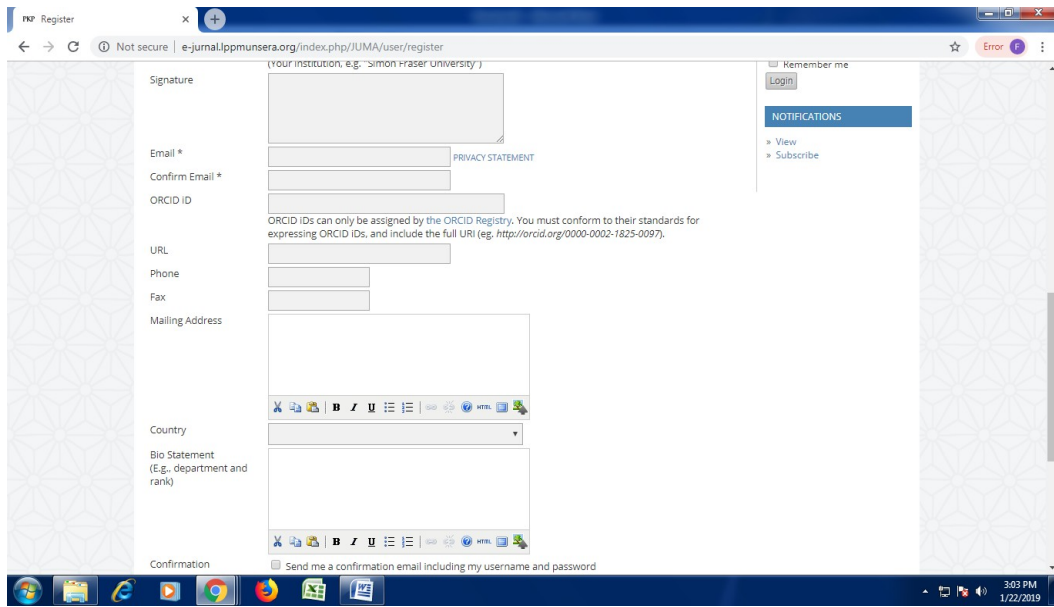 PKP Register
Not secure | e-jurnal.lppmunsera.org/index.php/JUMA/user/register
Error F
(Your institution, e.g. "Simon Fraser University")
Signature
Email *
PRIVACY STATEMENT
Confirm Email *
ORCID iD
ORCID iDs can only be assigned by the ORCID Registry. You must conform to their standards for
expressing ORCID iDs, and include the full URI (eg. http://orcid.org/0000-0002-1825-0097).
URL
Phone
Fax
Mailing Address
B I U HTML
Country
Bio Statement
(E.g., department and
rank)
B I U HTML
Confirmation
Send me a confirmation email including my username and password
Remember me
Login
NOTIFICATIONS
» View
» Subscribe
3:03 PM
1/22/2019